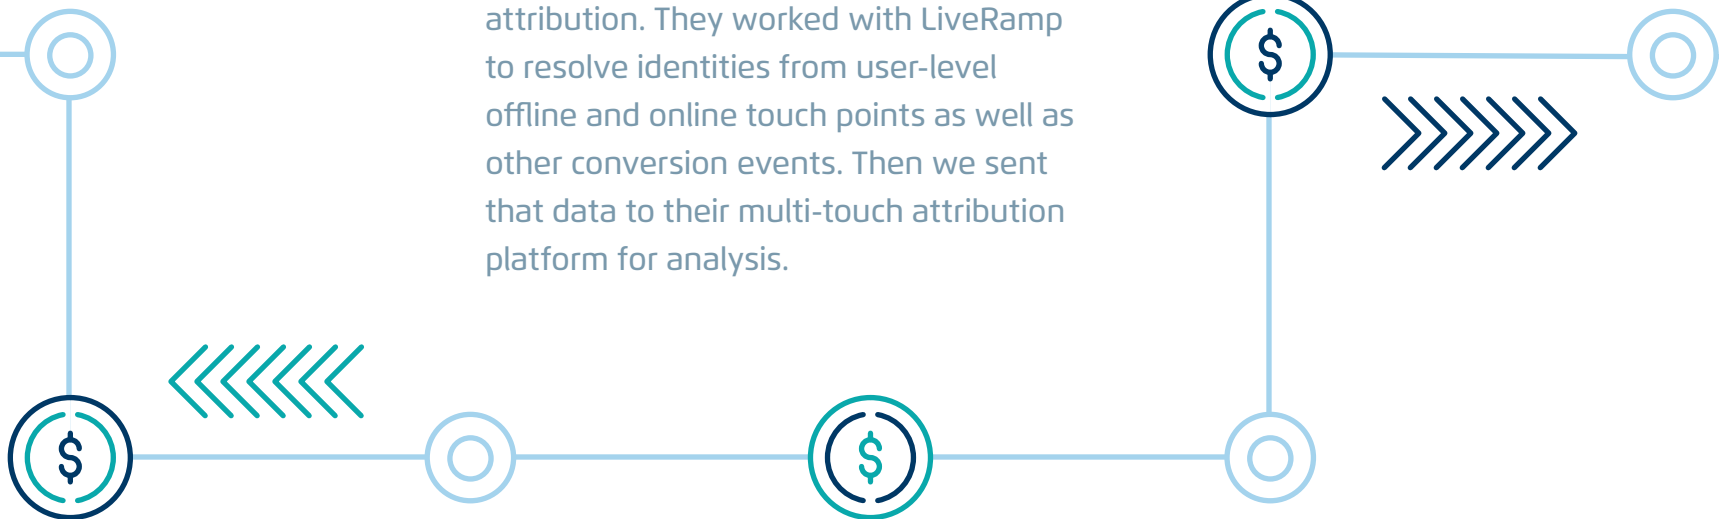 attribution. They worked with LiveRamp
to resolve identities from user-level
offline and online touch points as well as
other conversion events. Then we sent
that data to their multi-touch attribution
platform for analysis.
$
$
$